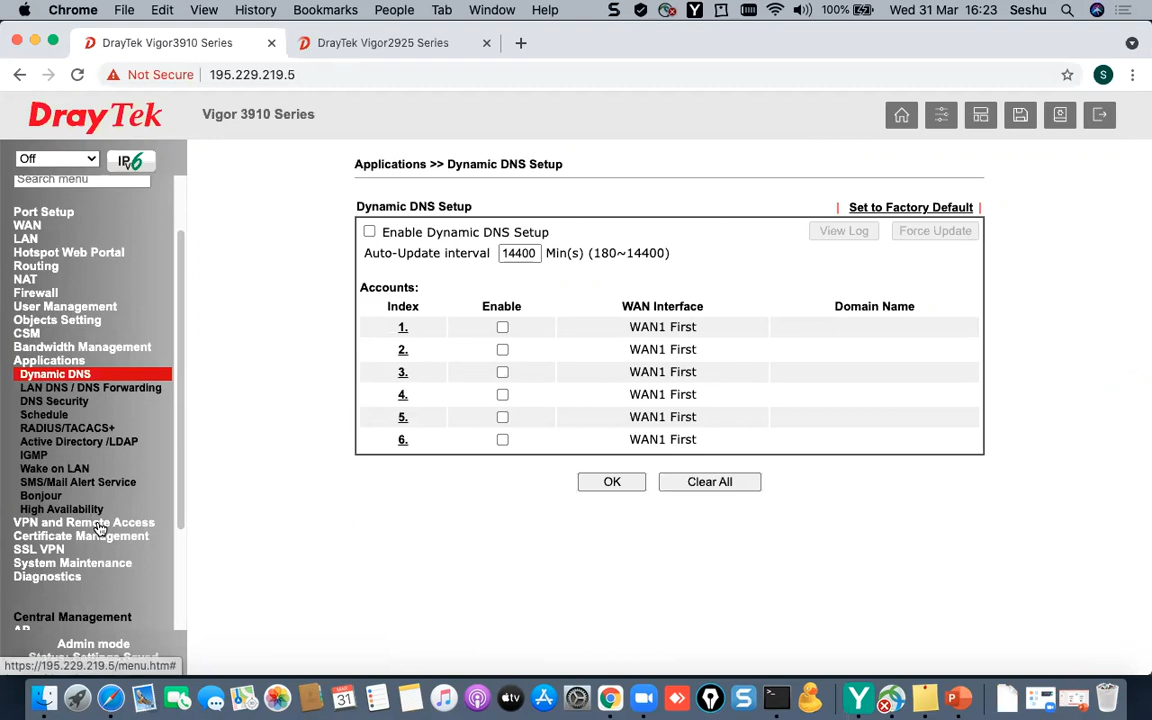 Chrome File Edit View History Bookmarks People Tab Window Help 100% Wed 31 Mar 16:23 Seshu
DrayTek Vigor3910 Series
DrayTek Vigor2925 Series
Not Secure 195.229.219.5 S
DrayTek Vigor 3910 Series
Off IPv6
Search menu
Port Setup
WAN
LAN
Hotspot Web Portal
Routing
NAT
Firewall
User Management
Objects Setting
CSM
Bandwidth Management
Applications
Dynamic DNS
LAN DNS / DNS Forwarding
DNS Security
Schedule
RADIUS/TACACS+
Active Directory /LDAP
IGMP
Wake on LAN
SMS/Mail Alert Service
Bonjour
High Availability
VPN and Remote Access
Certificate Management
SSL VPN
System Maintenance
Diagnostics
Central Management
AP
Admin mode
Status: Settings Saved
https://195.229.219.5/menu.htm#
Applications >> Dynamic DNS Setup
Dynamic DNS Setup | Set to Factory Default |
Enable Dynamic DNS Setup View Log Force Update
Auto-Update interval 14400 Min(s) (180~14400)
Accounts:
Index Enable WAN Interface Domain Name
1. WAN1 First
2. WAN1 First
3. WAN1 First
4. WAN1 First
5. WAN1 First
6. WAN1 First
OK Clear All